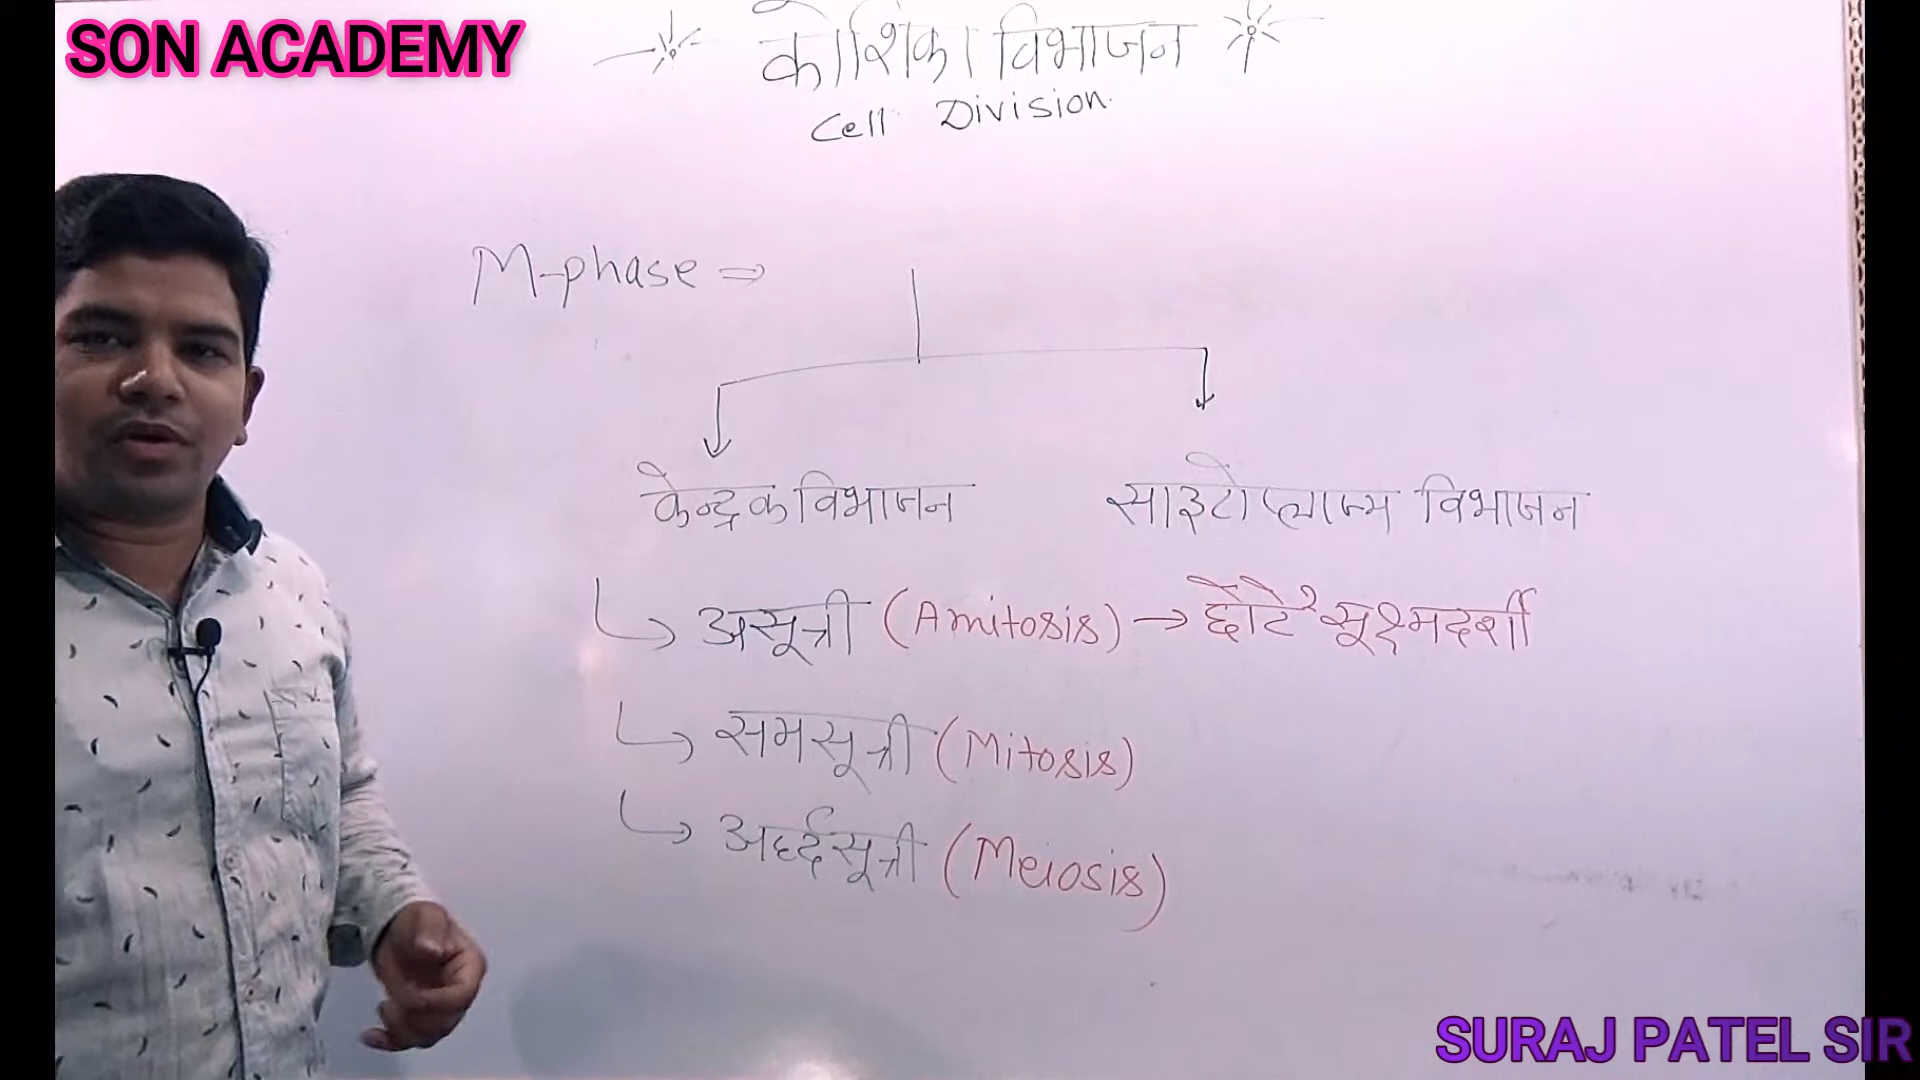 SON ACADEMY
कोशिका विभाजन
Cell Division
M-phase ⇒
केन्द्रक विभाजन साइटोप्लाज्म विभाजन
↳ असूत्री (Amitosis) → छोटे सूक्ष्मदर्शी
↳ समसूत्री (Mitosis)
↳ अर्द्धसूत्री (Meiosis)
SURAJ PATEL SIR